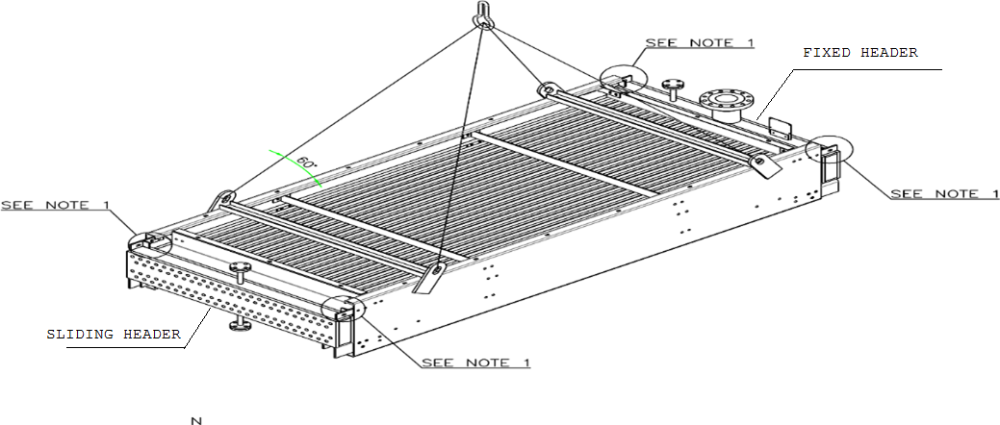 SEE NOTE 1
FIXED HEADER
60°
SEE NOTE 1
SEE NOTE 1
SLIDING HEADER
SEE NOTE 1
N